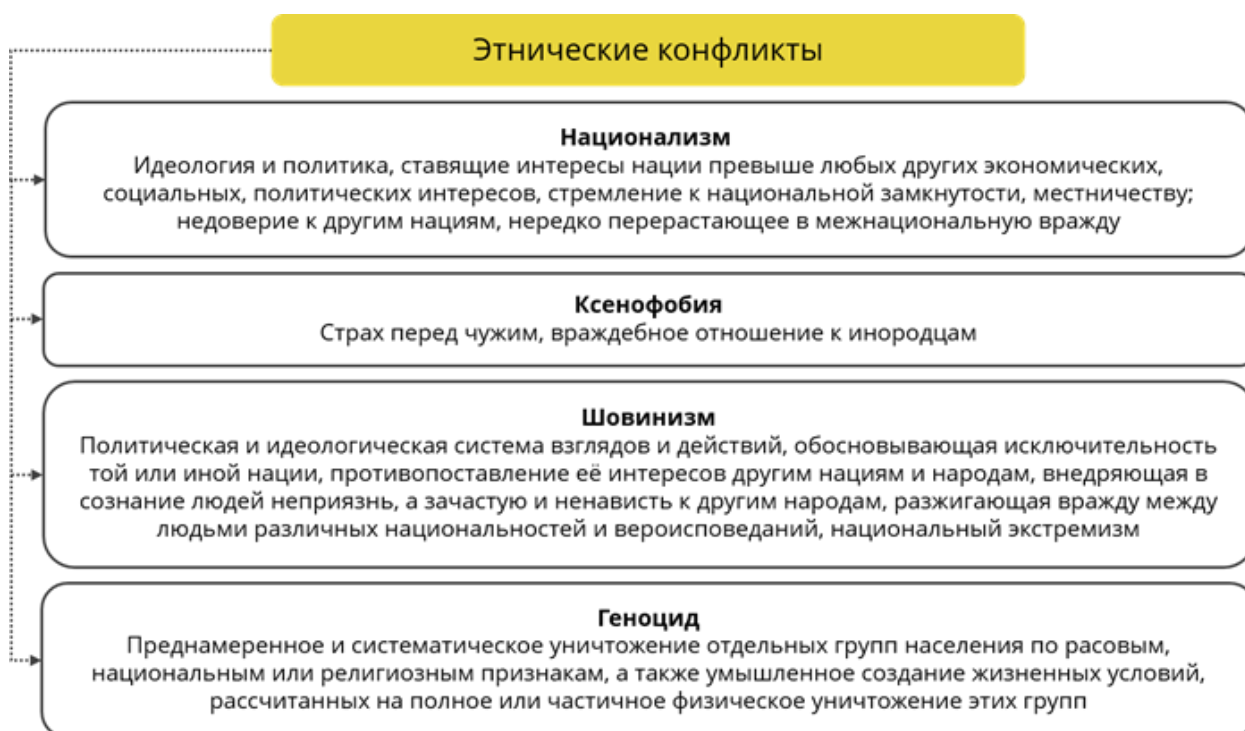 Этнические конфликты
Национализм
Идеология и политика, ставящие интересы нации превыше любых других экономических,
социальных, политических интересов, стремление к национальной замкнутости, местничеству;
недоверие к другим нациям, нередко перерастающее в межнациональную вражду
Ксенофобия
Страх перед чужим, враждебное отношение к инородцам
Шовинизм
Политическая и идеологическая система взглядов и действий, обосновывающая исключительность
той или иной нации, противопоставление её интересов другим нациям и народам, внедряющая в
сознание людей неприязнь, а зачастую и ненависть к другим народам, разжигающая вражду между
людьми различных национальностей и вероисповеданий, национальный экстремизм
Геноцид
Преднамеренное и систематическое уничтожение отдельных групп населения по расовым,
национальным или религиозным признакам, а также умышленное создание жизненных условий,
рассчитанных на полное или частичное физическое уничтожение этих групп